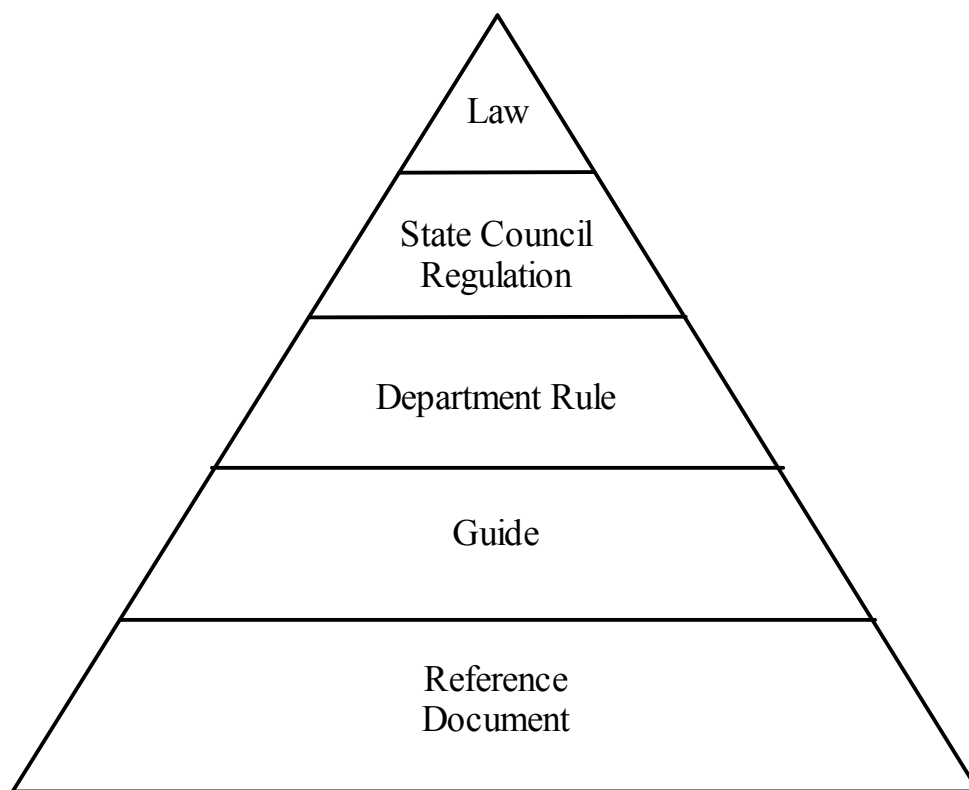 Law
State Council
Regulation
Department Rule
Guide
Reference
Document